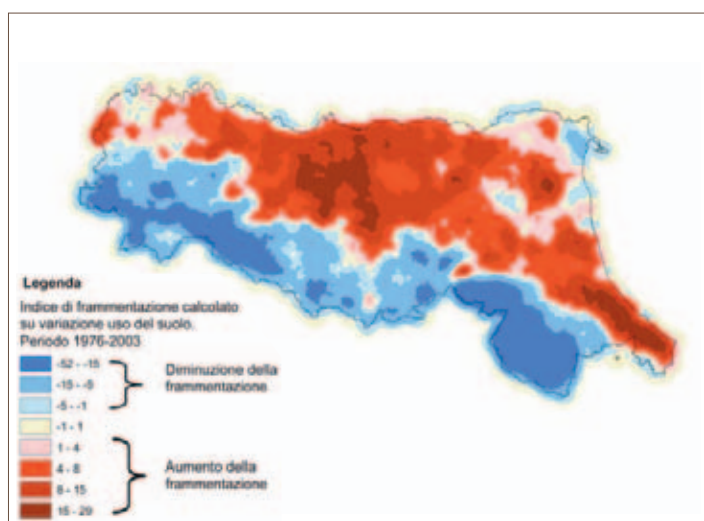 Legenda
Indice di frammentazione calcolato
su variazione uso del suolo.
Periodo 1976-2003
-52 - -15
-15 - -5
-5 - -1
-1 - 1
1 - 4
4 - 8
8 - 15
15 - 29
Diminuzione della
frammentazione
Aumento della
frammentazione